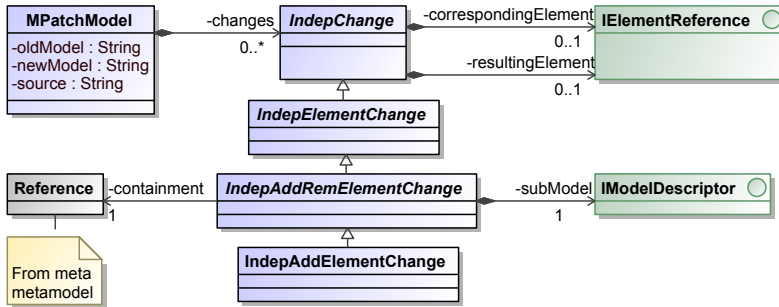 MPatchModel
-oldModel : String
-newModel : String
-source : String
-changes
0..*
IndepChange
-correspondingElement
0..1
-resultingElement
0..1
IElementReference
IndepElementChange
Reference
-containment
1
IndepAddRemElementChange
-subModel
1
IModelDescriptor
From meta
metamodel
IndepAddElementChange